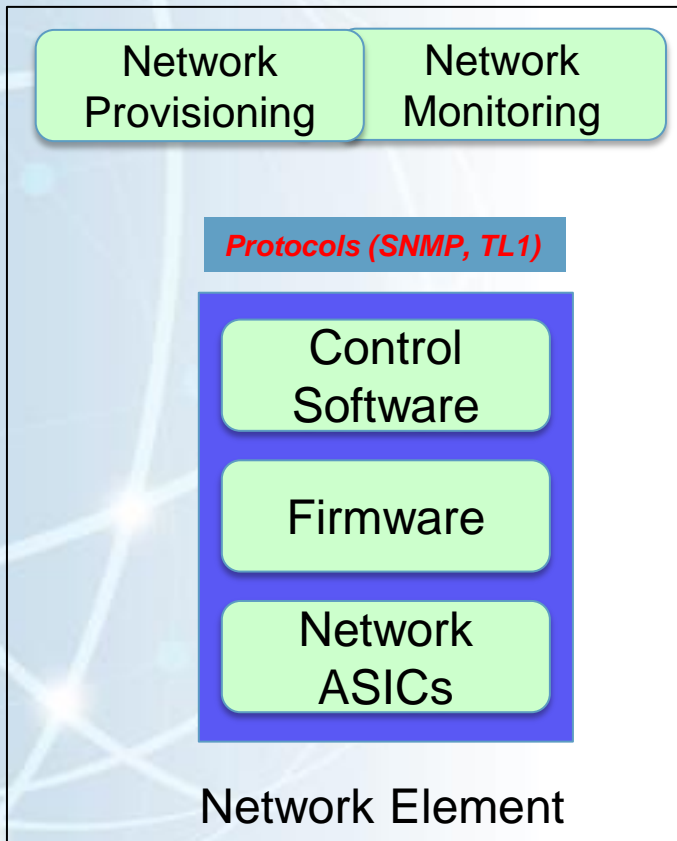 Network
Provisioning
Network
Monitoring
Protocols (SNMP, TL1)
Control
Software
Firmware
Network
ASICs
Network Element